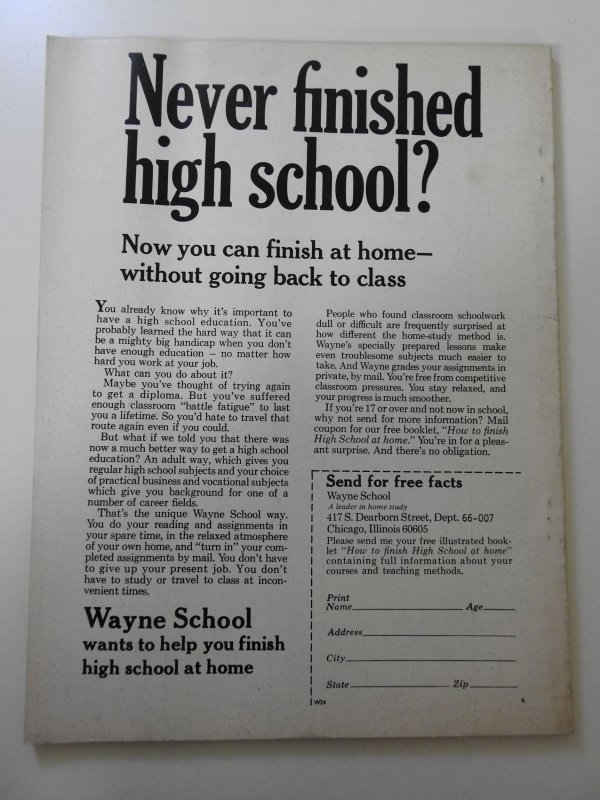 Never finished
high school?
Now you can finish at home—
without going back to class
You already know why it's important to
have a high school education. You've
probably learned the hard way that it can
be a mighty big handicap when you don't
have enough education – no matter how
hard you work at your job.
What can you do about it?
Maybe you've thought of trying again
to get a diploma. But you've suffered
enough classroom "battle fatigue" to last
you a lifetime. So you'd hate to travel that
route again even if you could.
But what if we told you that there was
now a much better way to get a high school
education? An adult way, which gives you
regular high school subjects and your choice
of practical business and vocational subjects
which give you background for one of a
number of career fields.
That's the unique Wayne School way.
You do your reading and assignments in
your spare time, in the relaxed atmosphere
of your own home, and "turn in" your com-
pleted assignments by mail. You don't have
to give up your present job. You don't
have to study or travel to class at incon-
venient times.
Wayne School
wants to help you finish
high school at home
People who found classroom schoolwork
dull or difficult are frequently surprised at
how different the home-study method is.
Wayne's specially prepared lessons make
even troublesome subjects much easier to
take. And Wayne grades your assignments in
private, by mail. You're free from competitive
classroom pressures. You stay relaxed, and
your progress is much smoother.
If you're 17 or over and not now in school,
why not send for more information? Mail
coupon for our free booklet, "How to finish
High School at home." You're in for a pleas-
ant surprise. And there's no obligation.
Send for free facts
Wayne School
A leader in home study
417 S. Dearborn Street, Dept. 66-007
Chicago, Illinois 60605
Please send me your free illustrated book-
let "How to finish High School at home"
containing full information about your
courses and teaching methods.
Print
Name Age
Address
City
State Zip
W24 6